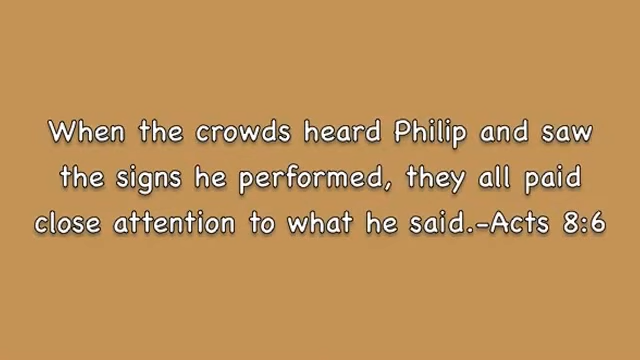 When the crowds heard Philip and saw
the signs he performed, they all paid
close attention to what he said.-Acts 8:6